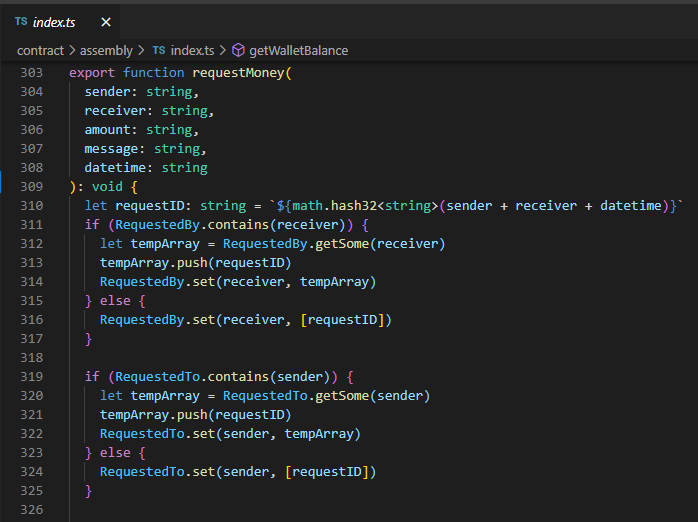 TS index.ts ×
contract > assembly > TS index.ts > getWalletBalance
303 export function requestMoney(
304 sender: string,
305 receiver: string,
306 amount: string,
307 message: string,
308 datetime: string
309 ): void {
310 let requestID: string = `${math.hash32<string>(sender + receiver + datetime)}`
311 if (RequestedBy.contains(receiver)) {
312 let tempArray = RequestedBy.getSome(receiver)
313 tempArray.push(requestID)
314 RequestedBy.set(receiver, tempArray)
315 } else {
316 RequestedBy.set(receiver, [requestID])
317 }
318
319 if (RequestedTo.contains(sender)) {
320 let tempArray = RequestedTo.getSome(sender)
321 tempArray.push(requestID)
322 RequestedTo.set(sender, tempArray)
323 } else {
324 RequestedTo.set(sender, [requestID])
325 }
326